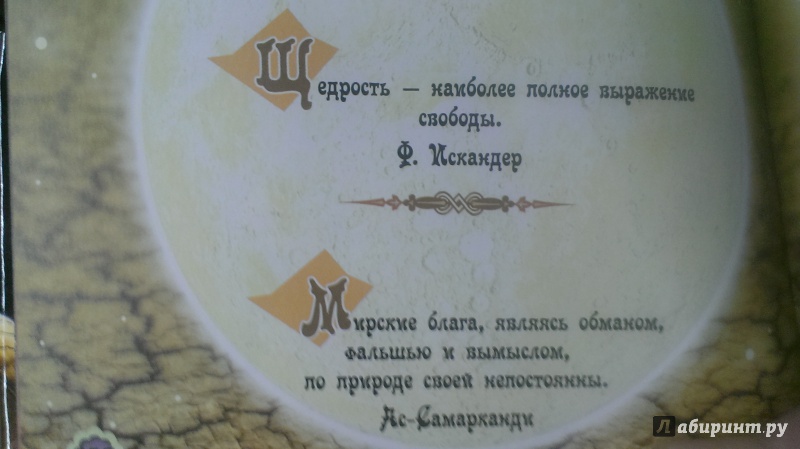 Щедрость — наиболее полное выражение
свободы.
Ф. Искандер
Мирские блага, являясь обманом,
фальшью и вымыслом,
по природе своей непостоянны.
Ас-Самарканди
Лабиринт.ру